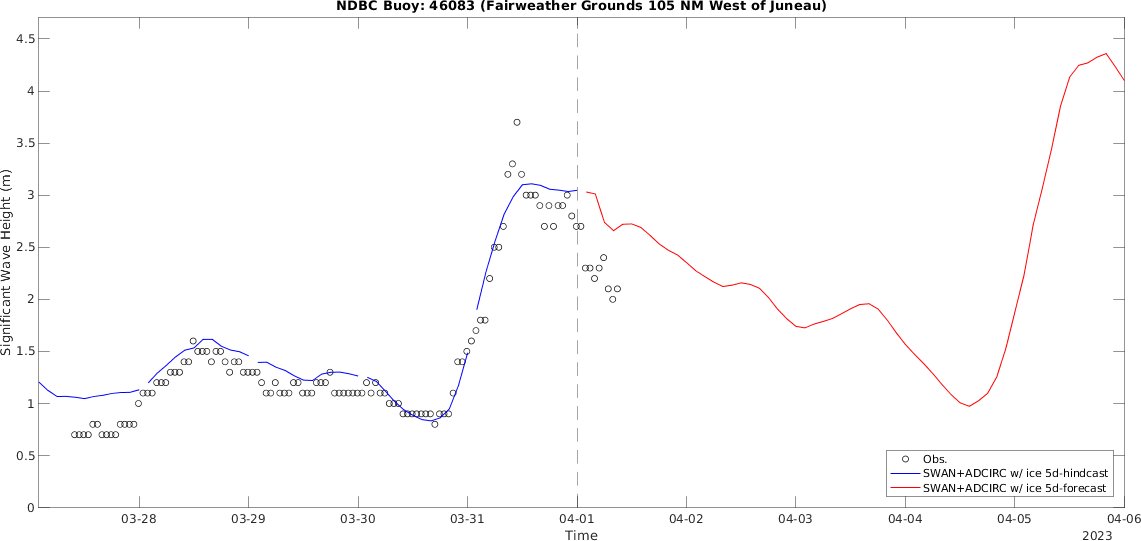 NDBC Buoy: 46083 (Fairweather Grounds 105 NM West of Juneau)
4.5
4
3.5
3
2.5
2
1.5
1
0.5
0
Significant Wave Height (m)
03-28 03-29 03-30 03-31 04-01 04-02 04-03 04-04 04-05 04-06
Time
2023
Obs.
SWAN+ADCIRC w/ ice 5d-hindcast
SWAN+ADCIRC w/ ice 5d-forecast